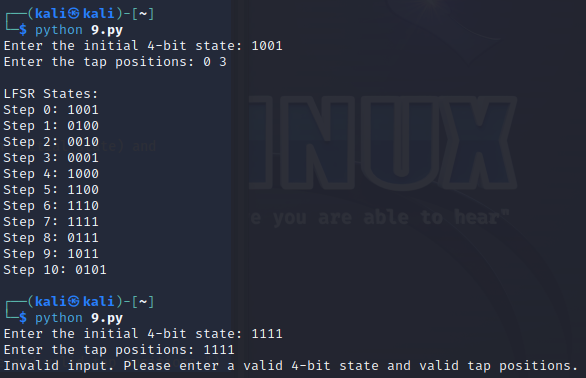 ┌──(kali㉿kali)-[~]
└─$ python 9.py
Enter the initial 4-bit state: 1001
Enter the tap positions: 0 3

LFSR States:
Step 0: 1001
Step 1: 0100
Step 2: 0010
Step 3: 0001
Step 4: 1000
Step 5: 1100
Step 6: 1110
Step 7: 1111
Step 8: 0111
Step 9: 1011
Step 10: 0101
INUX
e you are able to hear"

┌──(kali㉿kali)-[~]
└─$ python 9.py
Enter the initial 4-bit state: 1111
Enter the tap positions: 1111
Invalid input. Please enter a valid 4-bit state and valid tap positions.